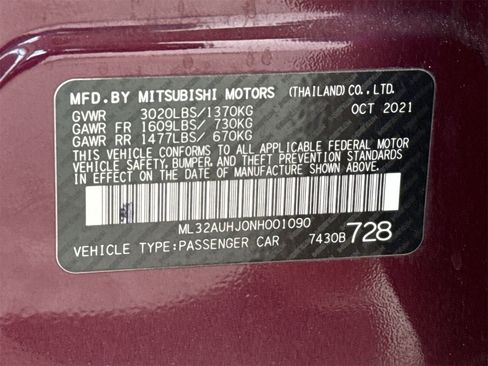 MFD.BY MITSUBISHI MOTORS (THAILAND) CO.,LTD.
GVWR 3020LBS/1370KG OCT 2021
GAWR FR 1609LBS/ 730KG
GAWR RR 1477LBS/ 670KG
THIS VEHICLE CONFORMS TO ALL APPLICABLE FEDERAL MOTOR
VEHICLE SAFETY, BUMPER, AND THEFT PREVENTION STANDARDS
IN EFFECT ON THE DATE OF MANUFACTURE SHOWN ABOVE.
ML32AUHJ0NH001090
VEHICLE TYPE:PASSENGER CAR 7430B 728